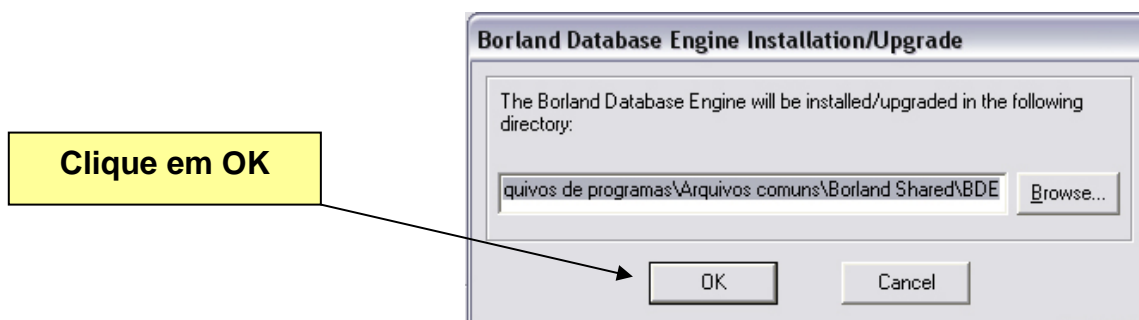 Borland Database Engine Installation/Upgrade
The Borland Database Engine will be installed/upgraded in the following
directory:
Clique em OK
quivos de programas\Arquivos comuns\Borland Shared\BDE
Browse...
OK
Cancel